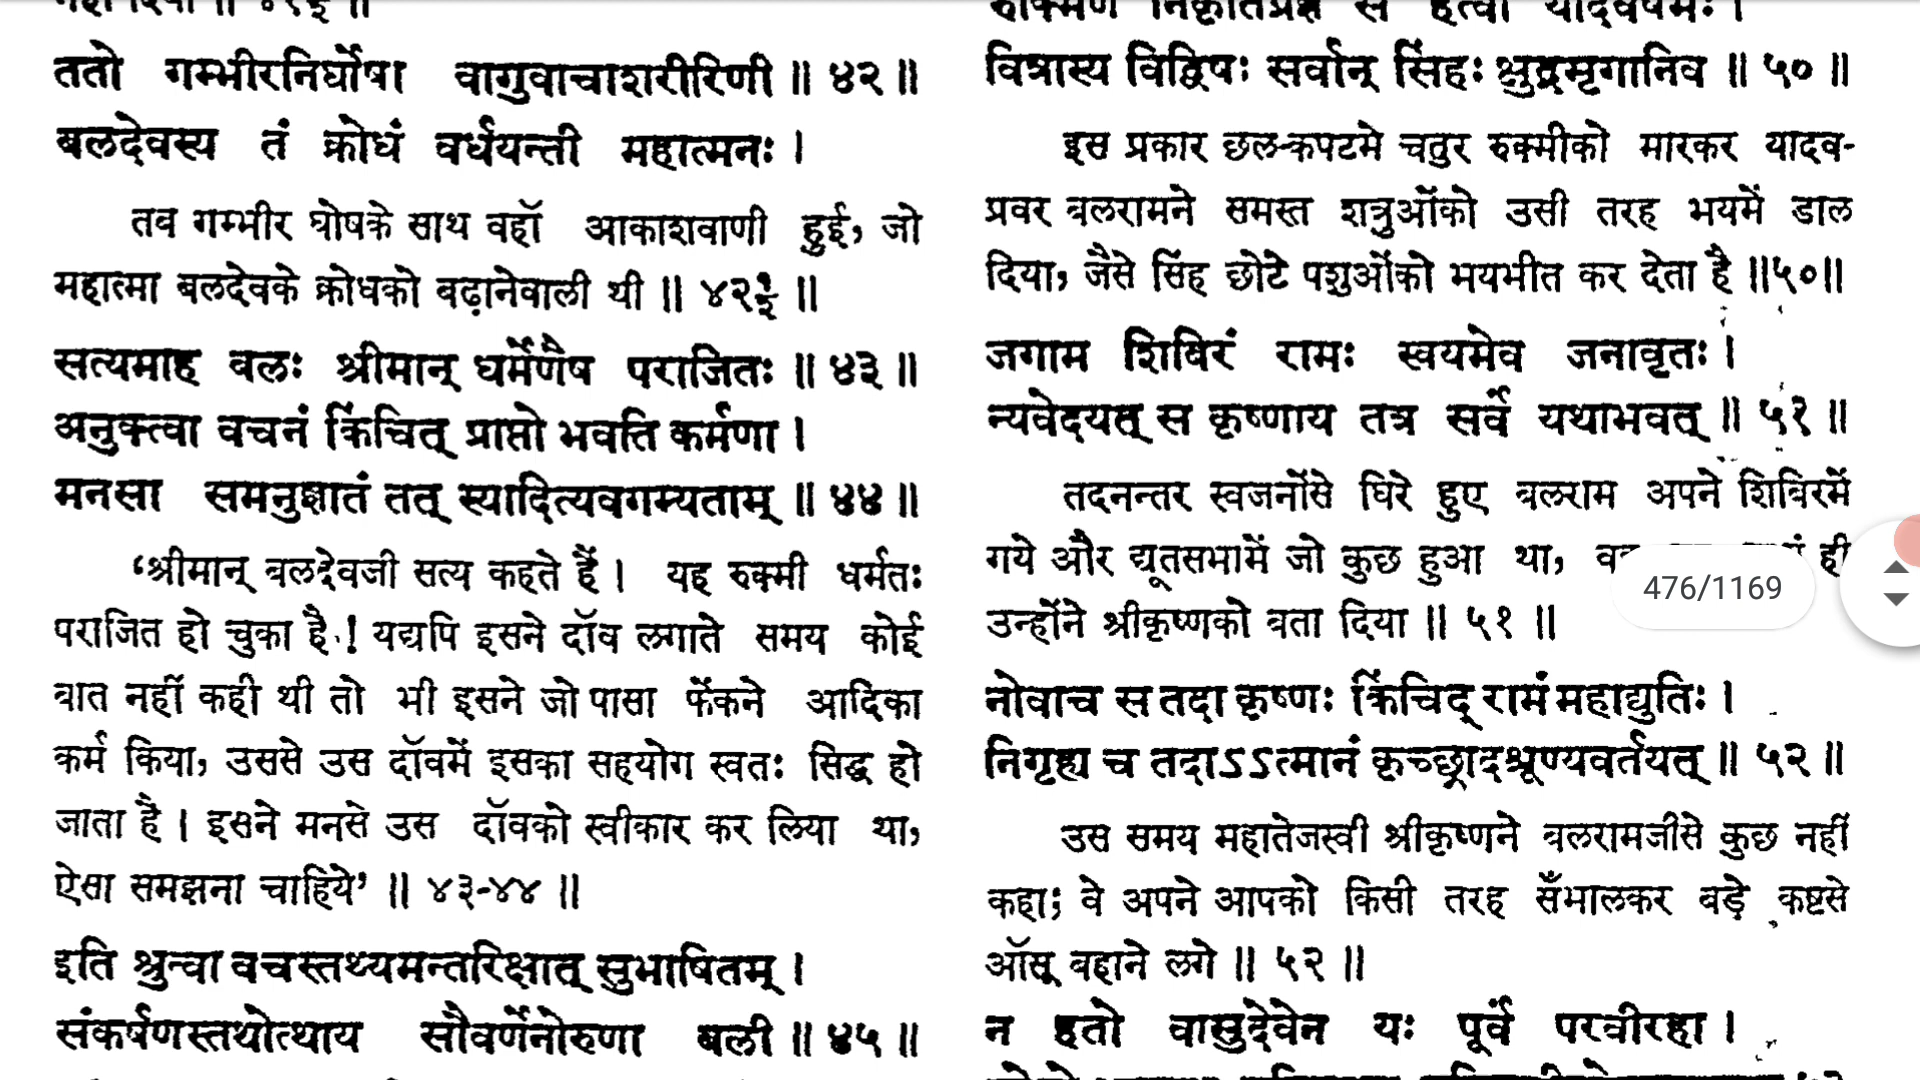 ततो गम्भीरनिर्घोषा वागुवाचाशरीरिणी ॥ ४२ ॥
बलदेवस्य तं क्रोधं वर्धयन्ती महात्मनः ।
तब गम्भीर घोषके साथ वहाँ आकाशवाणी हुई, जो
महात्मा बलदेवके क्रोधको बढ़ानेवाली थी ॥ ४२½ ॥
सत्यमाह बलः श्रीमान् धर्मेणैष पराजितः ॥ ४३ ॥
अनुक्त्वा वचनं किंचित् प्राप्तो भवति कर्मणा ।
मनसा समनुज्ञातं तत् स्यादित्यवगम्यताम् ॥ ४४ ॥
‘श्रीमान् बलदेवजी सत्य कहते हैं । यह रुक्मी धर्मतः
पराजित हो चुका है ! यद्यपि इसने दाँव लगाते समय कोई
बात नहीं कही थी तो भी इसने जो पासा फेंकने आदिका
कर्म किया, उससे उस दाँवमें इसका सहयोग स्वतः सिद्ध हो
जाता है । इसने मनसे उस दाँवको स्वीकार कर लिया था,
ऐसा समझना चाहिये’ ॥ ४३-४४ ॥
इति श्रुत्वा वचस्तथ्यमन्तरिक्षात् सुभाषितम् ।
संकर्षणस्तथोत्थाय सौवर्णेनोरुणा बली ॥ ४५ ॥
वित्रास्य विद्विषः सर्वान् सिंहः क्षुद्रमृगानिव ॥ ५० ॥
इस प्रकार छल-कपटमे चतुर रुक्मीको मारकर यादव-
प्रवर बलरामने समस्त शत्रुओंको उसी तरह भयमें डाल
दिया, जैसे सिंह छोटे पशुओंको भयभीत कर देता है ॥५०॥
जगाम शिबिरं रामः स्वयमेव जनावृतः ।
न्यवेदयत् स कृष्णाय तत्र सर्वे यथाभवत् ॥ ५१ ॥
तदनन्तर स्वजनोंसे घिरे हुए बलराम अपने शिबिरमें
गये और द्यूतसभामें जो कुछ हुआ था, ही
उन्होंने श्रीकृष्णको बता दिया ॥ ५१ ॥
नोवाच स तदा कृष्णः किंचिद् रामं महाद्युतिः ।
निगृह्य च तदाऽऽत्मानं कृच्छ्रादश्रूण्यवर्तयत् ॥ ५२ ॥
उस समय महातेजस्वी श्रीकृष्णने बलरामजीसे कुछ नहीं
कहा; वे अपने आपको किसी तरह सँभालकर बड़े कष्टसे
आँसू बहाने लगे ॥ ५२ ॥
न हतो वासुदेवेन यः पूर्वं परवीरहा ।
476/1169